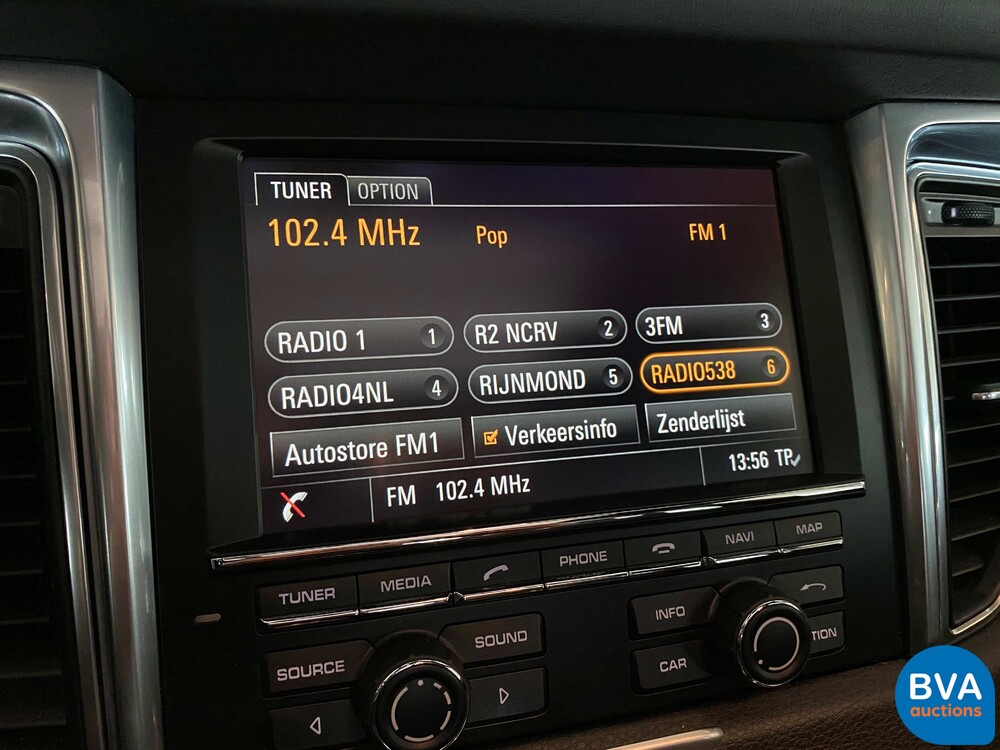 TUNER OPTION
102.4 MHz Pop FM 1
RADIO 1 1 R2 NCRV 2 3FM 3
RADIO4NL 4 RIJNMOND 5 RADIO538 6
Autostore FM1 Verkeersinfo Zenderlijst
FM 102.4 MHz 13:56 TP
TUNER MEDIA PHONE NAVI MAP
SOURCE SOUND INFO
CAR TION
BVA
auctions